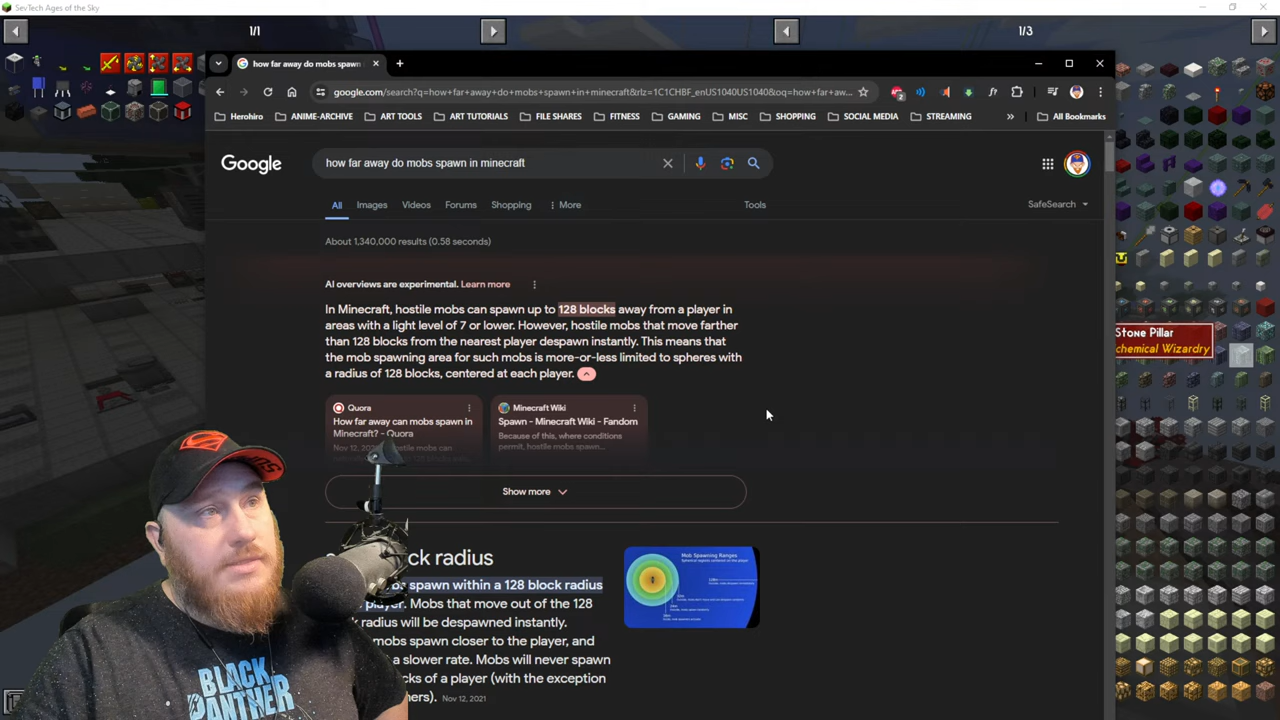 SevTech Ages of the Sky
1/1
1/3
how far away do mobs spawn
google.com/search?q=how+far+away+do+mobs+spawn+in+minecraft&rlz=1C1CHBF_enUS1040US1040&oq=how+far+aw...
Herohiro
ANIME-ARCHIVE
ART TOOLS
ART TUTORIALS
FILE SHARES
FITNESS
GAMING
MISC
SHOPPING
SOCIAL MEDIA
STREAMING
All Bookmarks
Google
how far away do mobs spawn in minecraft
All
Images
Videos
Forums
Shopping
More
Tools
SafeSearch
About 1,340,000 results (0.58 seconds)
AI overviews are experimental. Learn more
In Minecraft, hostile mobs can spawn up to 128 blocks away from a player in
areas with a light level of 7 or lower. However, hostile mobs that move farther
than 128 blocks from the nearest player despawn instantly. This means that
the mob spawning area for such mobs is more-or-less limited to spheres with
a radius of 128 blocks, centered at each player.
Stone Pillar
chemical Wizardry
Quora
How far away can mobs spawn in
Minecraft? - Quora
Minecraft Wiki
Spawn - Minecraft Wiki - Fandom
Because of this, where conditions
permit, hostile mobs spawn...
Show more
ck radius
spawn within a 128 block radius
player. Mobs that move out of the 128
k radius will be despawned instantly.
mobs spawn closer to the player, and
a slower rate. Mobs will never spawn
cks of a player (with the exception
ners). Nov 12, 2021
Mob Spawning Ranges
BLACK
PANTHER